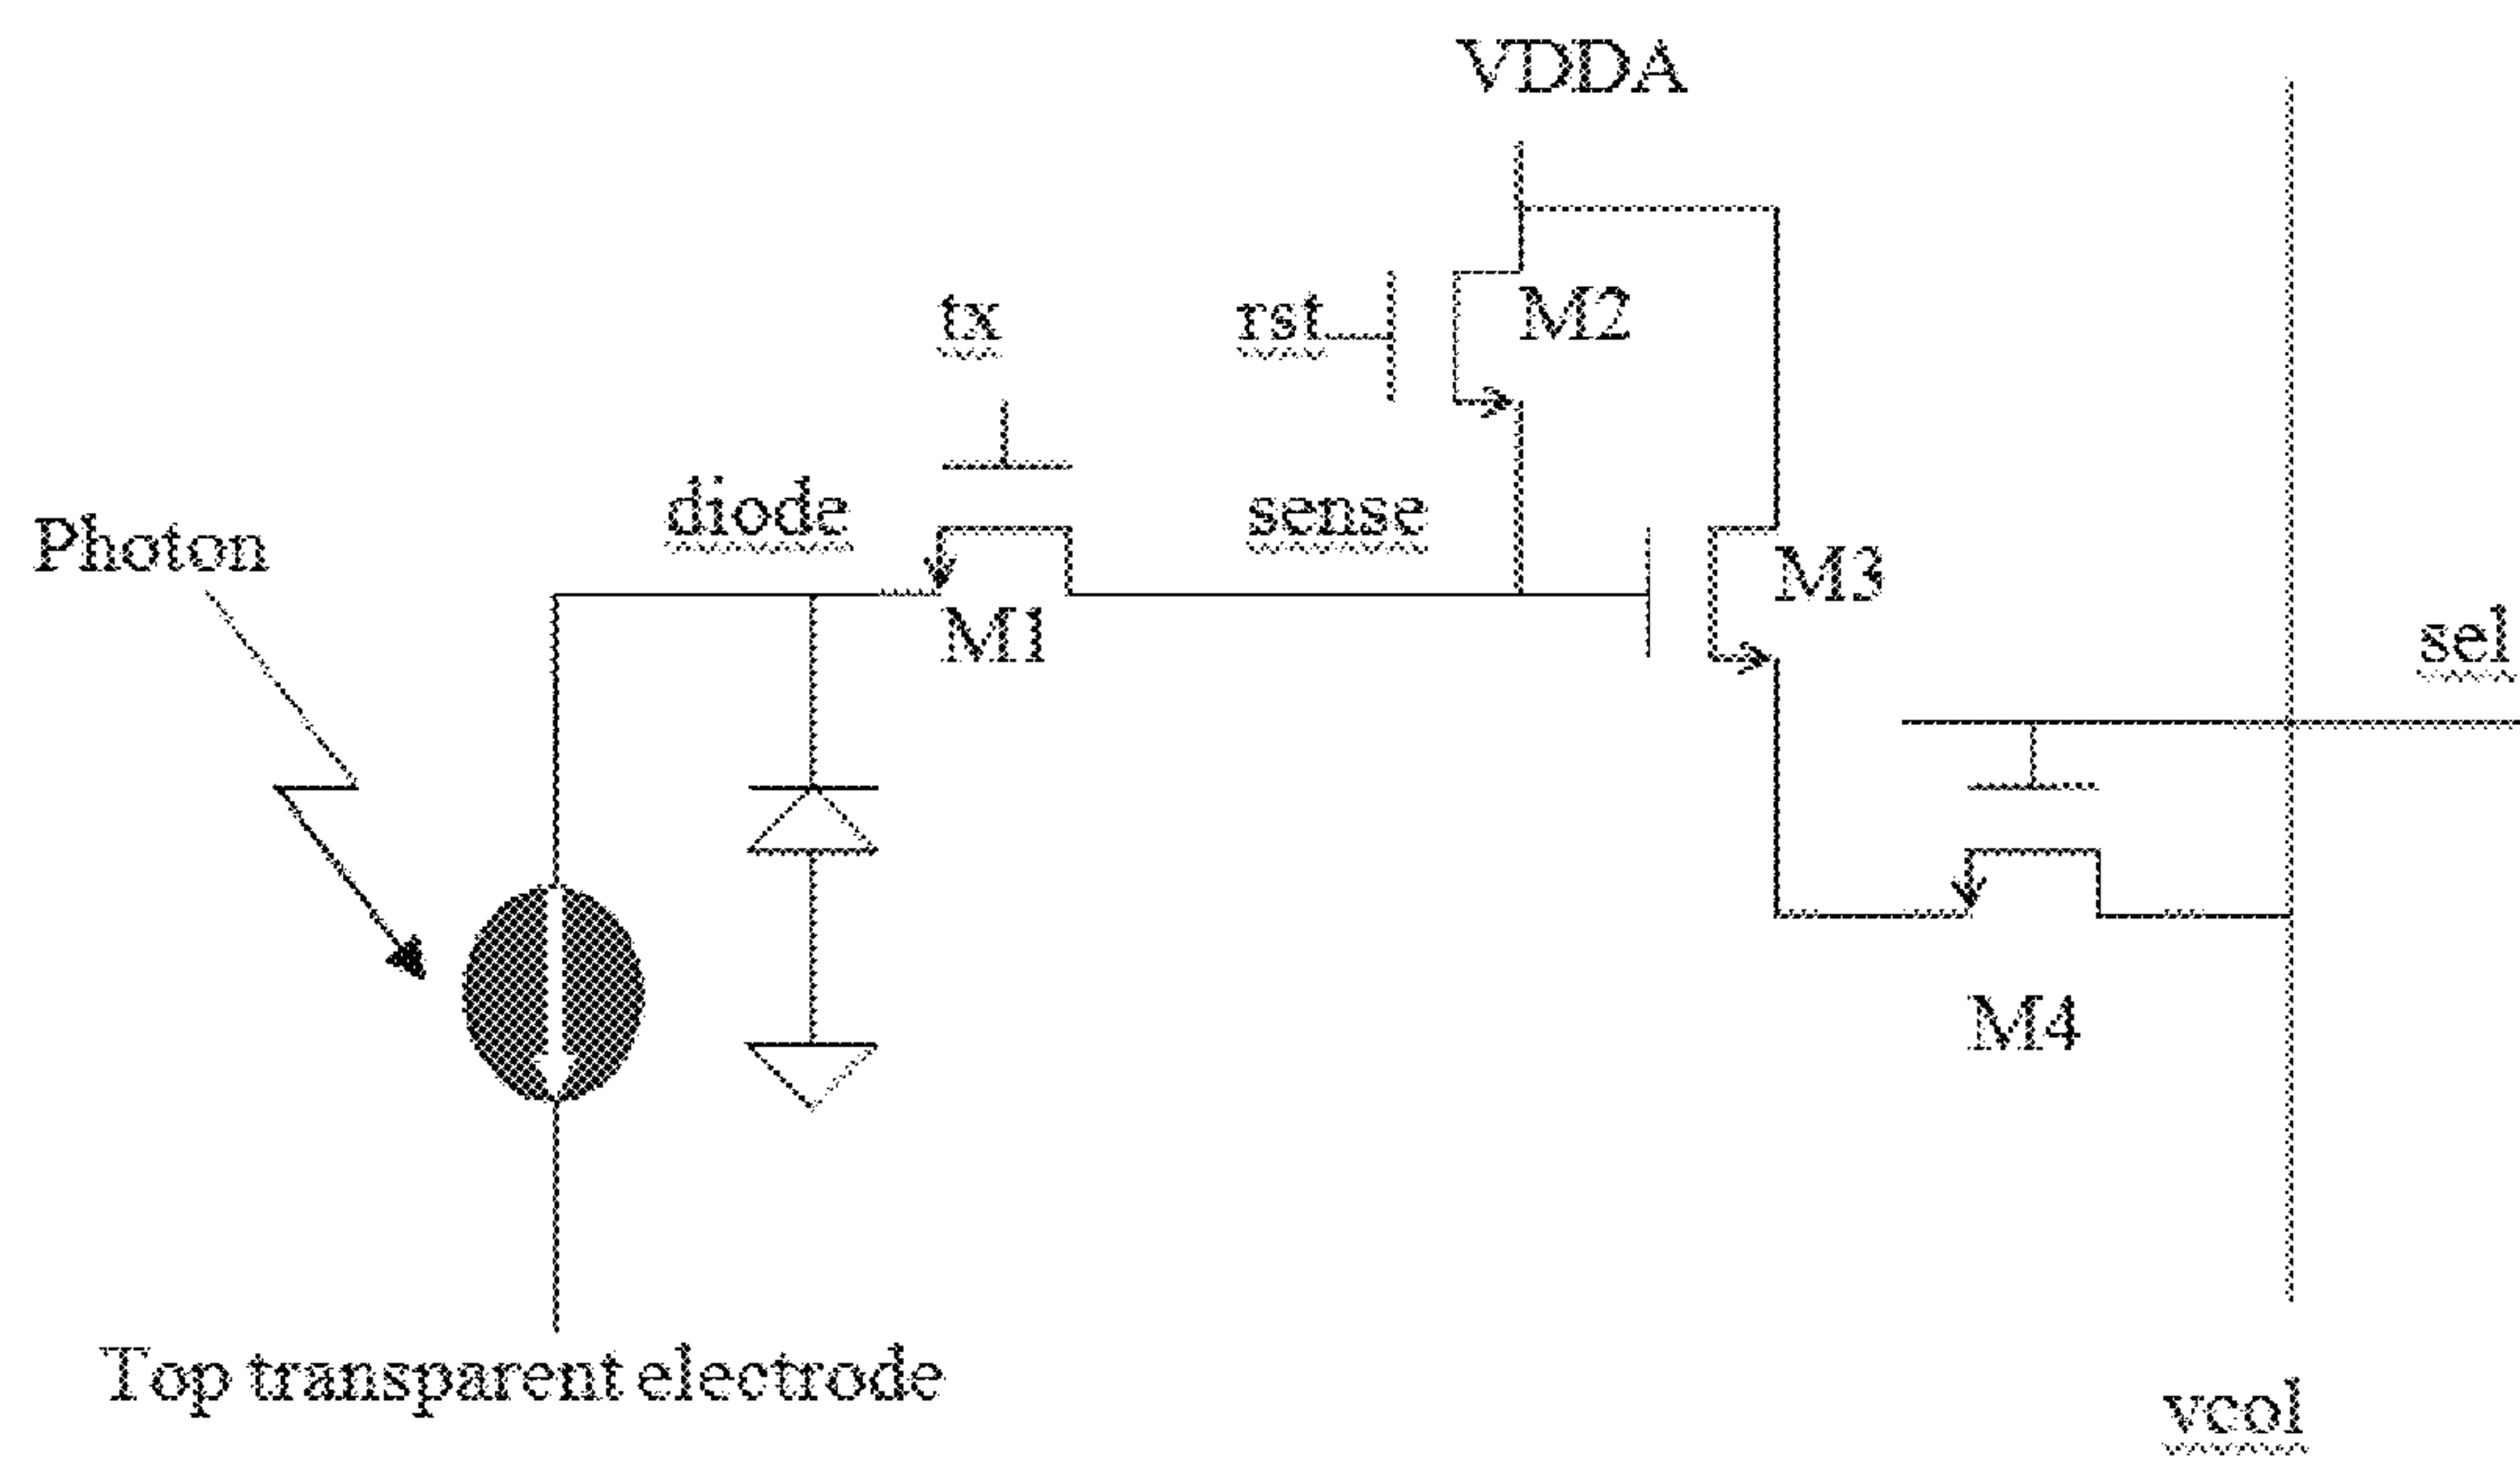 VDDA
tx
rst
M2
diode
sense
Photon
M3
M1
sel
M4
Top transparent electrode
vcol